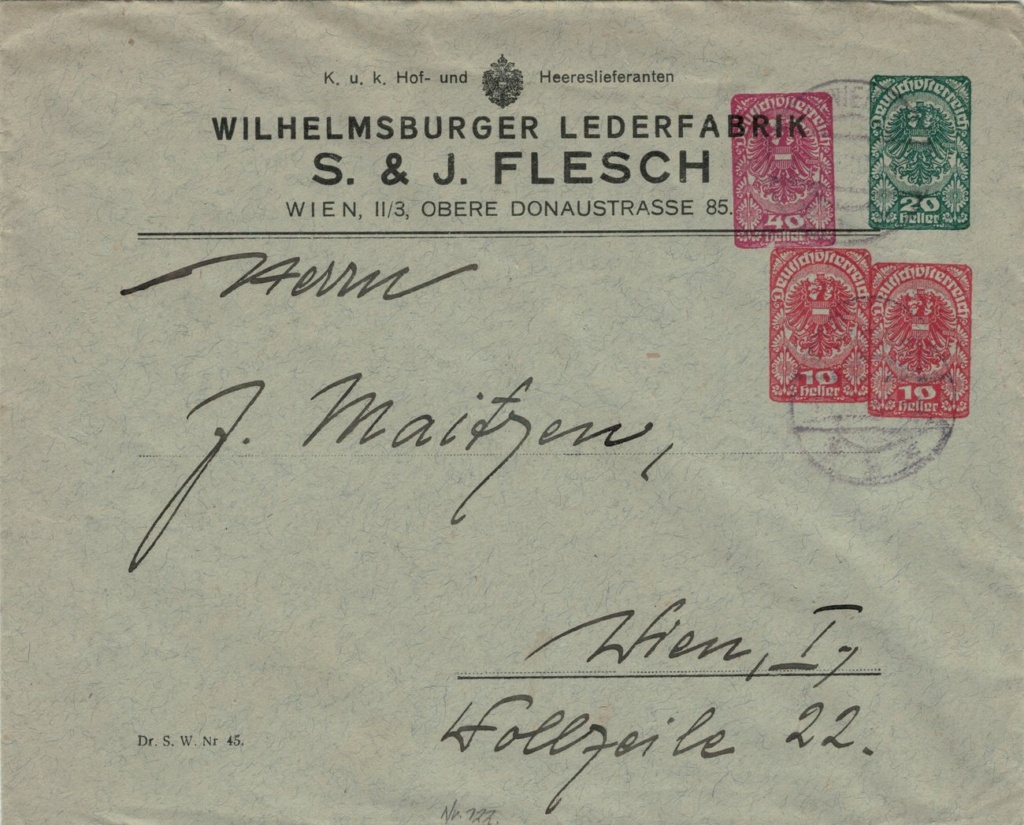 K. u. k. Hof- und Heereslieferanten
WILHELMSBURGER LEDERFABRIK
S. & J. FLESCH
WIEN, II/3, OBERE DONAUSTRASSE 85.
Deutschösterreich
40
Heller
Deutschösterreich
20
Heller
Deutschösterreich
10
Heller
Deutschösterreich
10
Heller
Herrn
J. Maitzen,
Wien, I,
Wollzeile 22.
Dr. S. W. Nr 45.